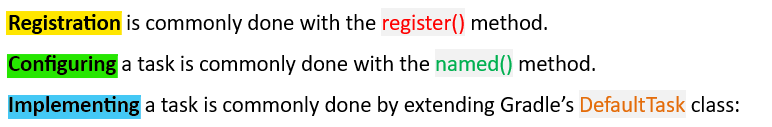 Registration is commonly done with the register() method.
Configuring a task is commonly done with the named() method.
Implementing a task is commonly done by extending Gradle’s DefaultTask class: